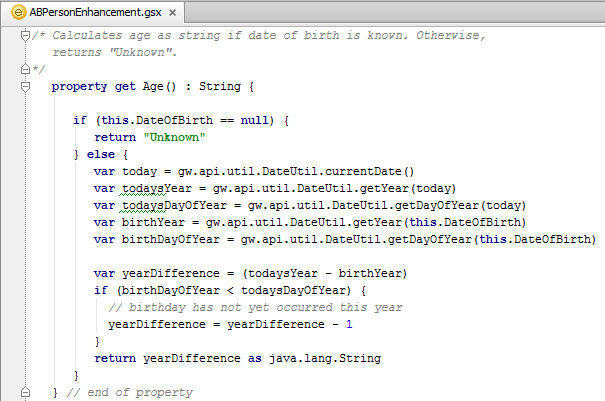 ABPersonEnhancement.gsx
/* Calculates age as string if date of birth is known. Otherwise,
returns "Unknown".
*/
property get Age() : String {
if (this.DateOfBirth == null) {
return "Unknown"
} else {
var today = gw.api.util.DateUtil.currentDate()
var todaysYear = gw.api.util.DateUtil.getYear(today)
var todaysDayOfYear = gw.api.util.DateUtil.getDayOfYear(today)
var birthYear = gw.api.util.DateUtil.getYear(this.DateOfBirth)
var birthDayOfYear = gw.api.util.DateUtil.getDayOfYear(this.DateOfBirth)
var yearDifference = (todaysYear - birthYear)
if (birthDayOfYear < todaysDayOfYear) {
// birthday has not yet occurred this year
yearDifference = yearDifference - 1
}
return yearDifference as java.lang.String
}
} // end of property